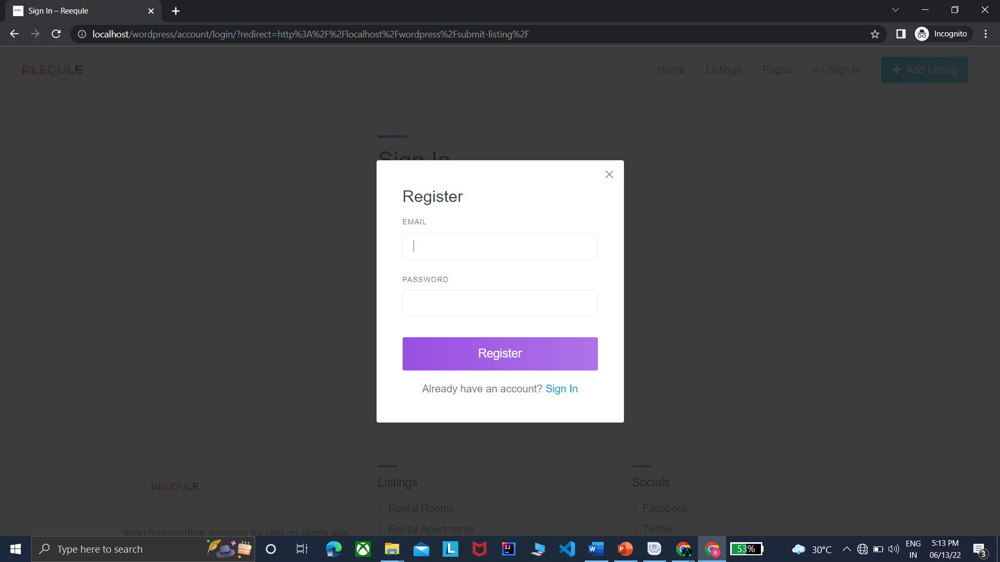 Sign In – Reequle
localhost/wordpress/account/login/?redirect=http%3A%2F%2Flocalhost%2Fwordpress%2Fsubmit-listing%2F
Incognito
REEQULE
Home
Listings
Pages
Sign In
Add Listing
Sign In
Register
EMAIL
PASSWORD
Register
Already have an account? Sign In
REEQULE
search properties, services for rent on single site
Listings
Rental Rooms
Rental Apartments
Socials
Facebook
Twitter
Type here to search
L
IJ
W
P
B
53%
30°C
ENG
IN
5:13 PM
06/13/22
3